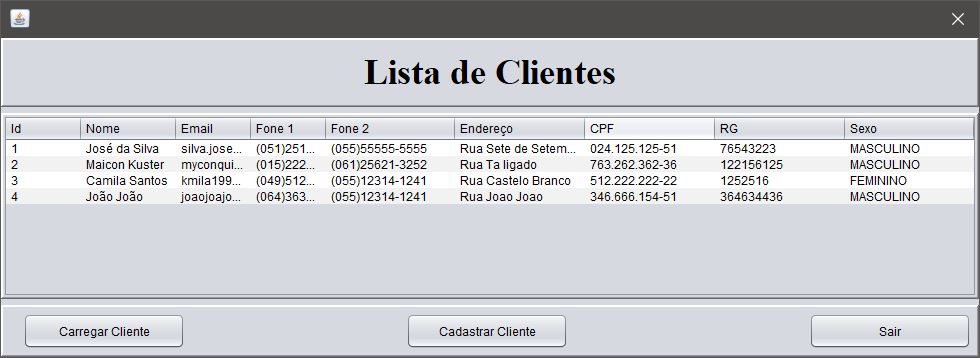 Lista de Clientes
Id Nome Email Fone 1 Fone 2 Endereço CPF RG Sexo
1 José da Silva silva.jose... (051)251... (055)55555-5555 Rua Sete de Setem... 024.125.125-51 76543223 MASCULINO
2 Maicon Kuster myconqui... (015)222... (061)25621-3252 Rua Ta ligado 763.262.362-36 122156125 MASCULINO
3 Camila Santos kmila199... (049)512... (055)12314-1241 Rua Castelo Branco 512.222.222-22 1252516 FEMININO
4 João João joaojoajo... (064)363... (055)12314-1241 Rua Joao Joao 346.666.154-51 364634436 MASCULINO
Carregar Cliente Cadastrar Cliente Sair